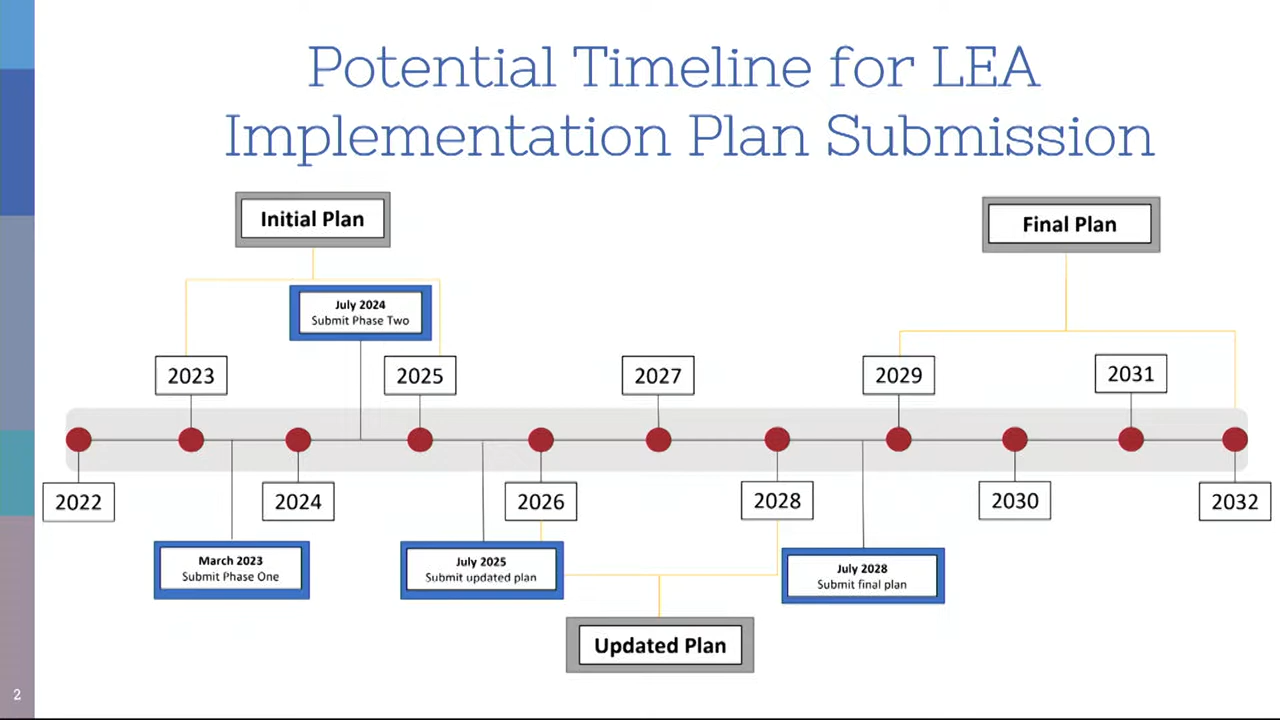 Potential Timeline for LEA
Implementation Plan Submission
Initial Plan
Final Plan
July 2024
Submit Phase Two
2023
2025
2027
2029
2031
2022
2024
2026
2028
2030
2032
March 2023
Submit Phase One
July 2025
Submit updated plan
July 2028
Submit final plan
Updated Plan
2